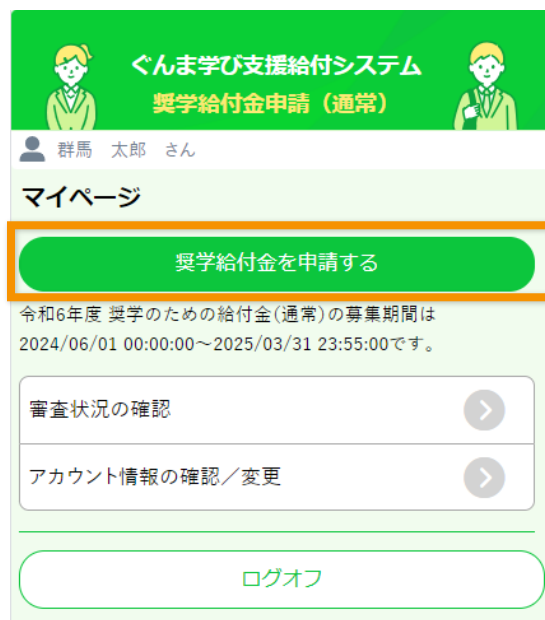 ぐんま学び支援給付システム
奨学給付金申請（通常）
群馬　太郎　さん
マイページ
奨学給付金を申請する
令和6年度 奨学のための給付金(通常)の募集期間は
2024/06/01 00:00:00～2025/03/31 23:55:00です。
審査状況の確認
アカウント情報の確認／変更
ログオフ